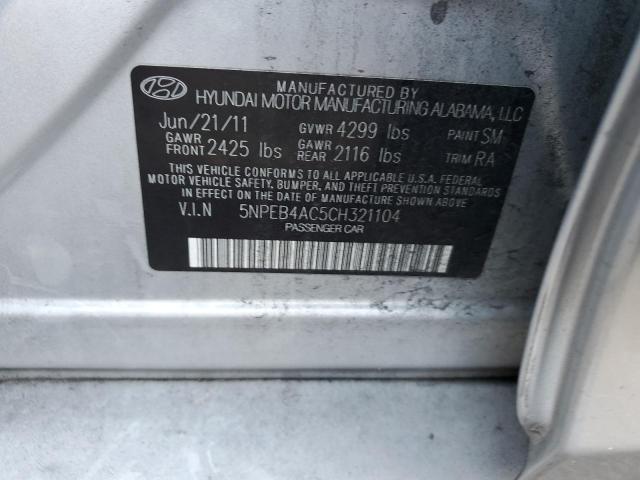 MANUFACTURED BY
HYUNDAI MOTOR MANUFACTURING ALABAMA, LLC
Jun/21/11 GVWR 4299 lbs PAINT SM
GAWR FRONT 2425 lbs GAWR REAR 2116 lbs TRIM RA
THIS VEHICLE CONFORMS TO ALL APPLICABLE U.S.A. FEDERAL
MOTOR VEHICLE SAFETY, BUMPER, AND THEFT PREVENTION
STANDARDS IN EFFECT ON THE DATE OF MANUFACTURE SHOWN ABOVE.
V.I.N 5NPEB4AC5CH321104
PASSENGER CAR